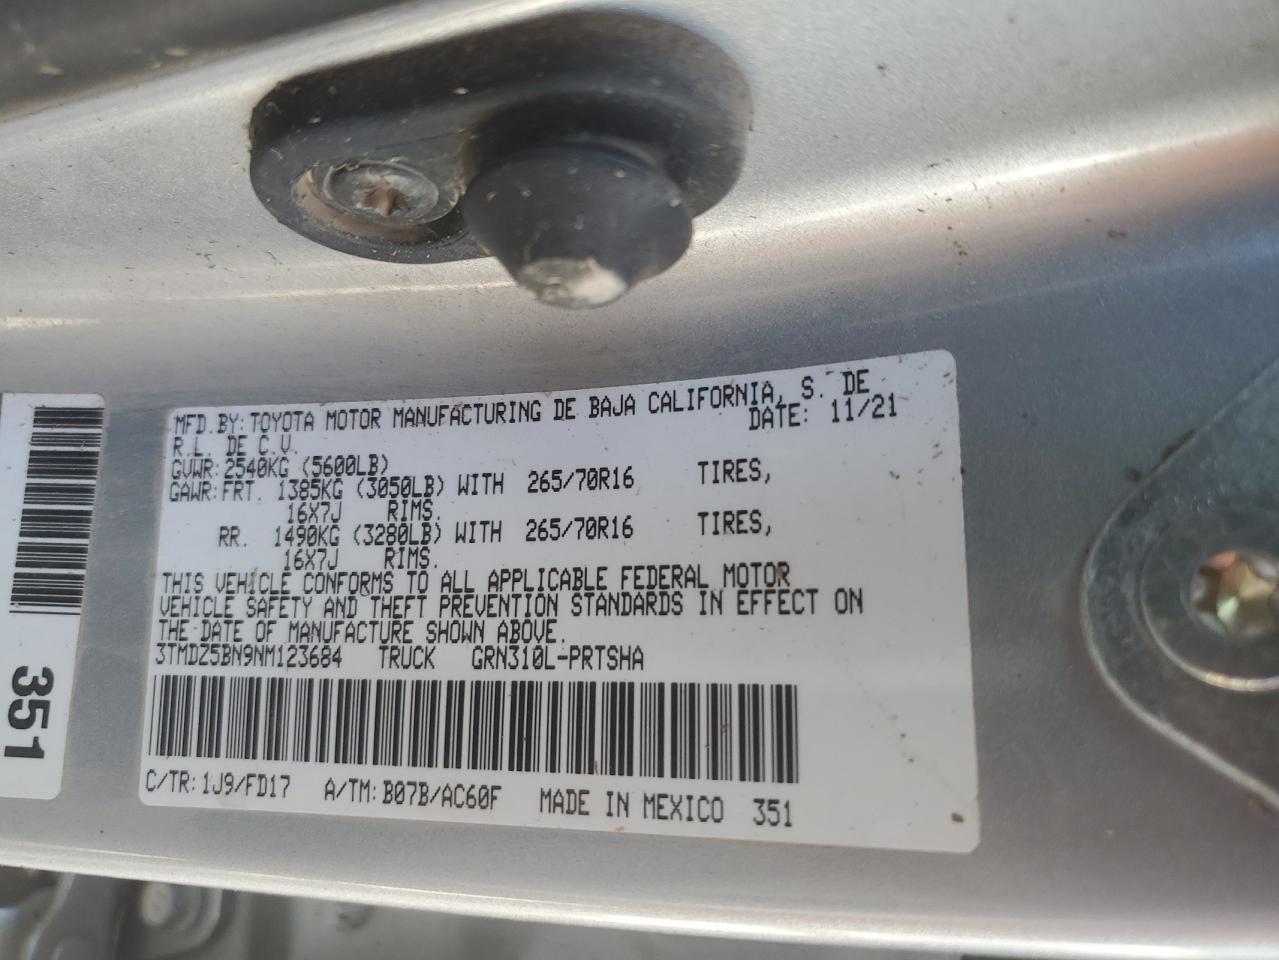 MFD. BY: TOYOTA MOTOR MANUFACTURING DE BAJA CALIFORNIA, S. DE
R.L. DE C.V. DATE: 11/21
GVWR: 2540KG (5600LB)
GAWR: FRT. 1385KG (3050LB) WITH 265/70R16 TIRES,
16X7J RIMS.
RR. 1490KG (3280LB) WITH 265/70R16 TIRES,
16X7J RIMS.
THIS VEHICLE CONFORMS TO ALL APPLICABLE FEDERAL MOTOR
VEHICLE SAFETY AND THEFT PREVENTION STANDARDS IN EFFECT ON
THE DATE OF MANUFACTURE SHOWN ABOVE.
3TMDZ5BN9NM123684 TRUCK GRN310L-PRTSHA
C/TR: 1J9/FD17 A/TM: B07B/AC60F MADE IN MEXICO 351
351